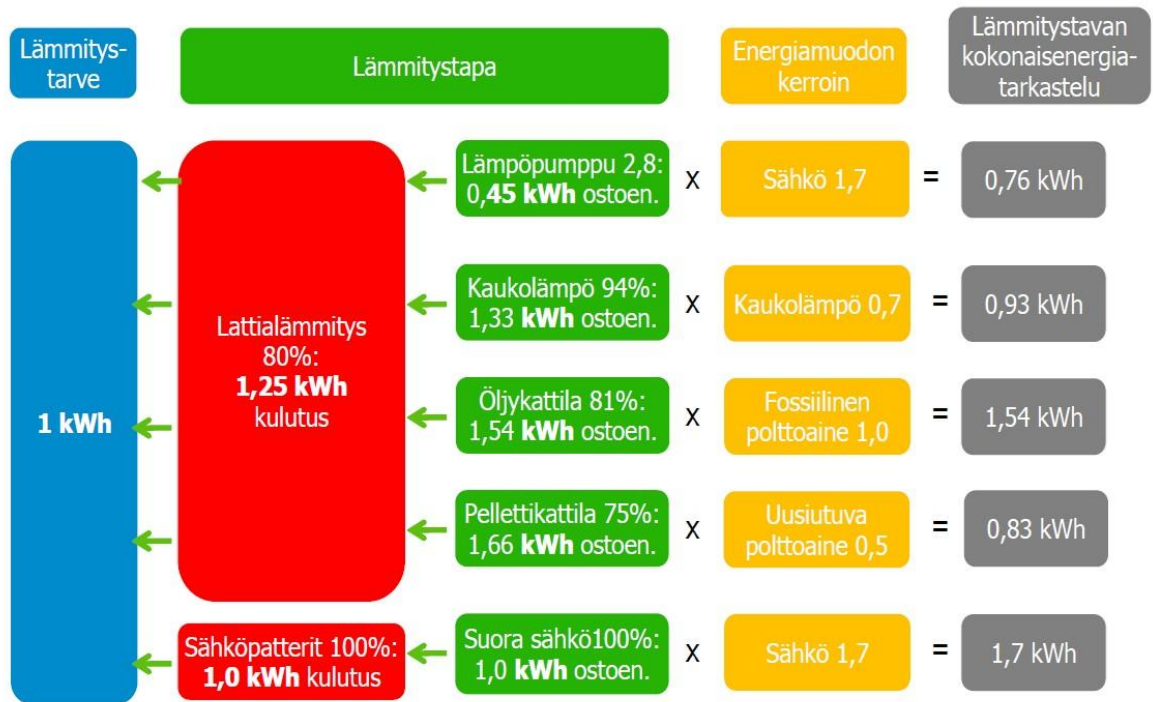 Lämmitys-
tarve
Lämmitystapa
Energiamuodon
kerroin
Lämmitystavan
kokonaisenergia-
tarkastelu
1 kWh
Lattialämmitys
80%:
1,25 kWh
kulutus
Lämpöpumppu 2,8:
0,45 kWh ostoen.
x
Sähkö 1,7
=
0,76 kWh
Kaukolämpö 94%:
1,33 kWh ostoen.
x
Kaukolämpö 0,7
=
0,93 kWh
Öljykattila 81%:
1,54 kWh ostoen.
x
Fossiilinen
polttoaine 1,0
=
1,54 kWh
Pellettikattila 75%:
1,66 kWh ostoen.
x
Uusiutuva
polttoaine 0,5
=
0,83 kWh
Sähköpatterit 100%:
1,0 kWh kulutus
Suora sähkö100%:
1,0 kWh ostoen.
x
Sähkö 1,7
=
1,7 kWh